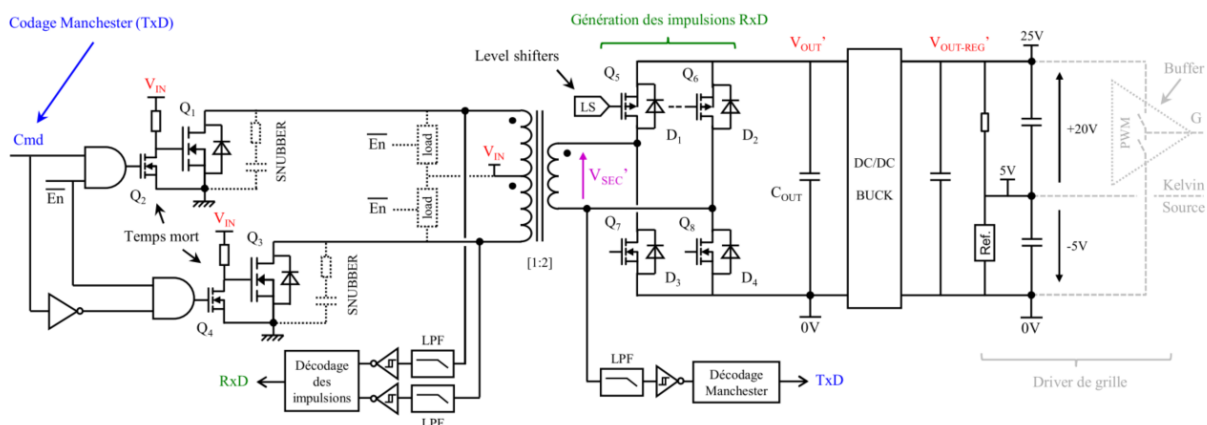 Codage Manchester (TxD)
Génération des impulsions RxD
Level shifters
V_OUT'
V_OUT-REG'
25V
Buffer
V_IN
Q1
Q5
Q6
LS
G
Cmd
SNUBBER
En
load
D1
D2
+20V
PWM
V_IN
En
V_SEC'
DC/DC
BUCK
5V
Kelvin
Source
C_OUT
Q2
En
load
V_IN
Q7
Q8
Temps mort
Q3
Ref.
-5V
SNUBBER
[1:2]
D3
D4
Q4
0V
0V
LPF
LPF
RxD
Décodage
des
impulsions
Décodage
Manchester
TxD
LPF
Driver de grille